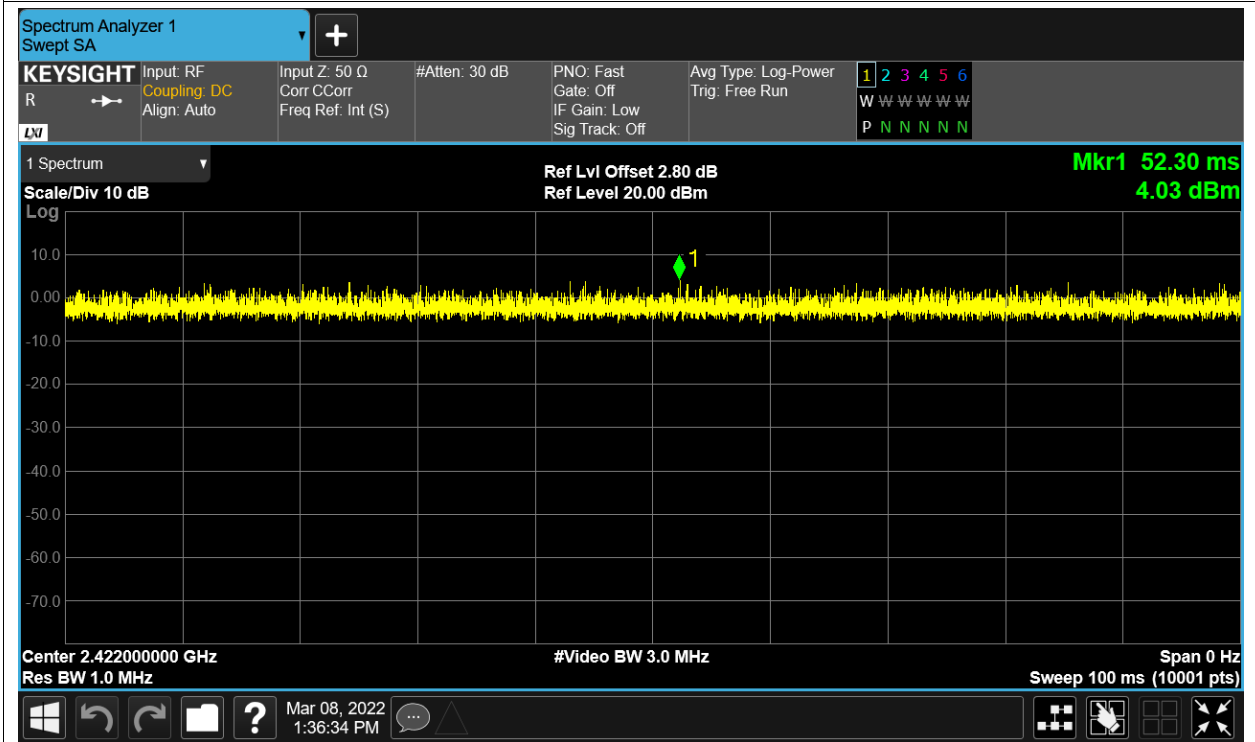 Spectrum Analyzer 1
Swept SA
KEYSIGHT
R
LXI
Input: RF
Coupling: DC
Align: Auto
Input Z: 50 Ω
Corr CCorr
Freq Ref: Int (S)
#Atten: 30 dB
PNO: Fast
Gate: Off
IF Gain: Low
Sig Track: Off
Avg Type: Log-Power
Trig: Free Run
1 2 3 4 5 6
W W W W W W
P N N N N N
1 Spectrum
Scale/Div 10 dB
Log
Ref Lvl Offset 2.80 dB
Ref Level 20.00 dBm
Mkr1 52.30 ms
4.03 dBm
1
10.0
0.00
-10.0
-20.0
-30.0
-40.0
-50.0
-60.0
-70.0
Center 2.422000000 GHz
Res BW 1.0 MHz
#Video BW 3.0 MHz
Span 0 Hz
Sweep 100 ms (10001 pts)
?
Mar 08, 2022
1:36:34 PM